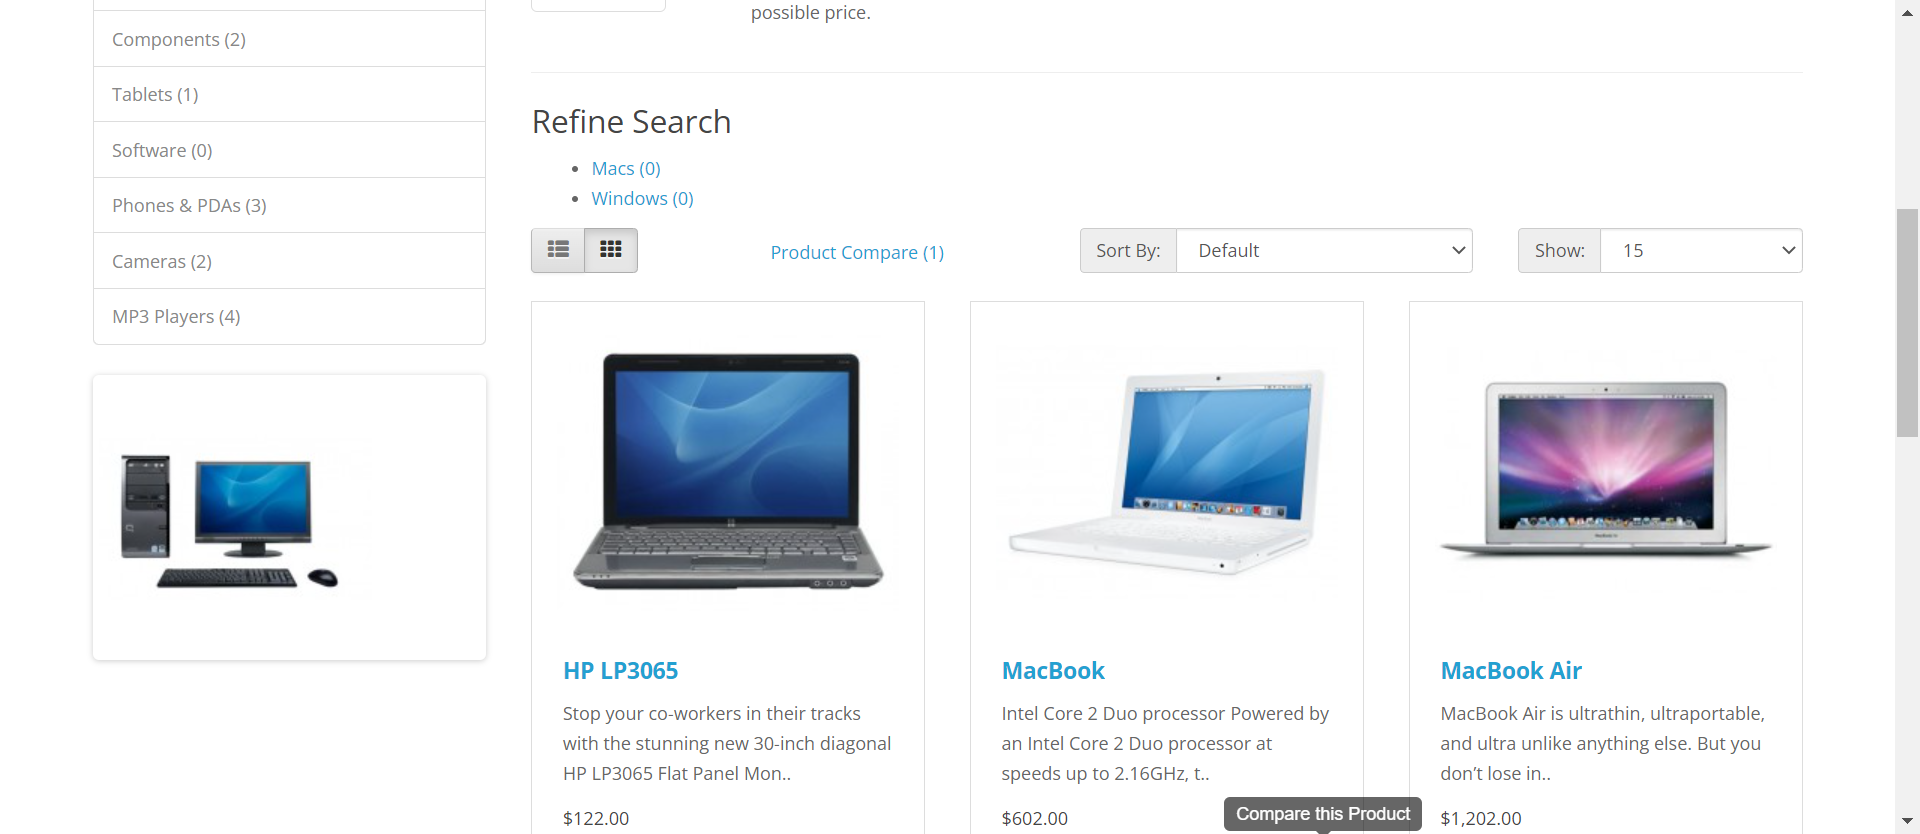 possible price.
Components (2)
Tablets (1)
Software (0)
Phones & PDAs (3)
Cameras (2)
MP3 Players (4)
Refine Search
Macs (0)
Windows (0)
Product Compare (1)
Sort By:
Default
Show:
15
HP LP3065
Stop your co-workers in their tracks
with the stunning new 30-inch diagonal
HP LP3065 Flat Panel Mon..
$122.00
MacBook
Intel Core 2 Duo processor Powered by
an Intel Core 2 Duo processor at
speeds up to 2.16GHz, t..
$602.00
Compare this Product
MacBook Air
MacBook Air is ultrathin, ultraportable,
and ultra unlike anything else. But you
don’t lose in..
$1,202.00